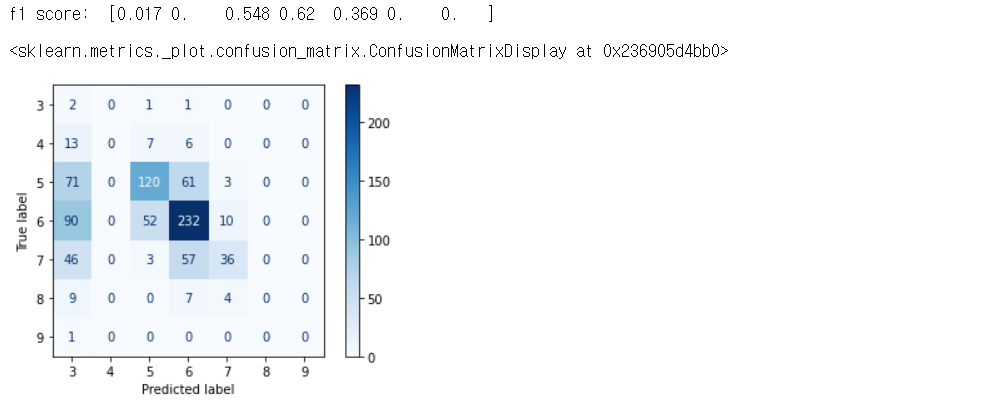 f1 score:  [0.017 0.    0.548 0.62  0.369 0.    0.   ]
<sklearn.metrics._plot.confusion_matrix.ConfusionMatrixDisplay at 0x236905d4bb0>
3 2 0 1 1 0 0 0
4 13 0 7 6 0 0 0
5 71 0 120 61 3 0 0
6 90 0 52 232 10 0 0
7 46 0 3 57 36 0 0
8 9 0 0 7 4 0 0
9 1 0 0 0 0 0 0
3 4 5 6 7 8 9
Predicted label
True label
200
150
100
50
0